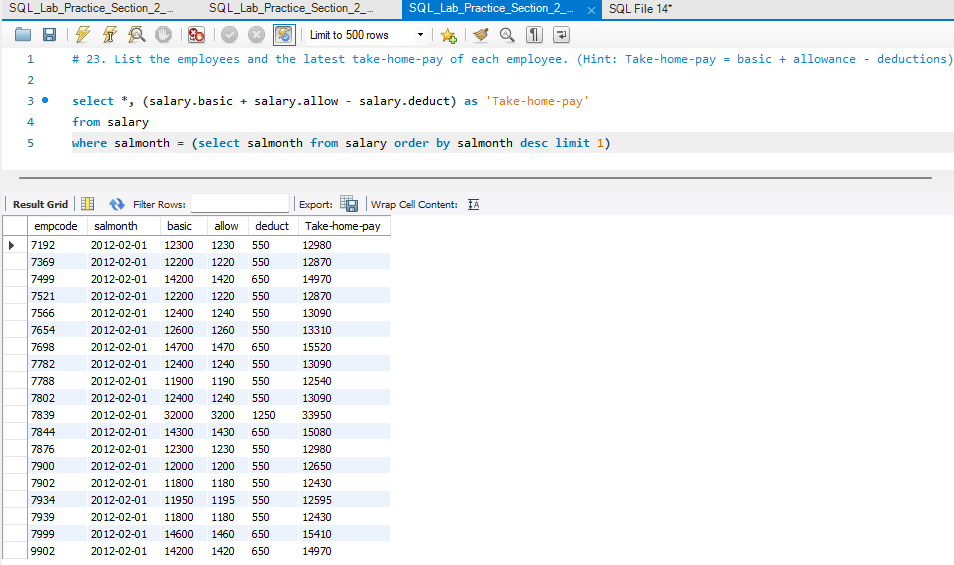 SQL_Lab_Practice_Section_2_... SQL_Lab_Practice_Section_2_... SQL_Lab_Practice_Section_2_... × SQL File 14*
Limit to 500 rows
1 # 23. List the employees and the latest take-home-pay of each employee. (Hint: Take-home-pay = basic + allowance - deductions)
2
3 select *, (salary.basic + salary.allow - salary.deduct) as 'Take-home-pay'
4 from salary
5 where salmonth = (select salmonth from salary order by salmonth desc limit 1)
Result Grid Filter Rows: Export: Wrap Cell Content:
empcode salmonth basic allow deduct Take-home-pay
7192 2012-02-01 12300 1230 550 12980
7369 2012-02-01 12200 1220 550 12870
7499 2012-02-01 14200 1420 650 14970
7521 2012-02-01 12200 1220 550 12870
7566 2012-02-01 12400 1240 550 13090
7654 2012-02-01 12600 1260 550 13310
7698 2012-02-01 14700 1470 650 15520
7782 2012-02-01 12400 1240 550 13090
7788 2012-02-01 11900 1190 550 12540
7802 2012-02-01 12400 1240 550 13090
7839 2012-02-01 32000 3200 1250 33950
7844 2012-02-01 14300 1430 650 15080
7876 2012-02-01 12300 1230 550 12980
7900 2012-02-01 12000 1200 550 12650
7902 2012-02-01 11800 1180 550 12430
7934 2012-02-01 11950 1195 550 12595
7939 2012-02-01 11800 1180 550 12430
7999 2012-02-01 14600 1460 650 15410
9902 2012-02-01 14200 1420 650 14970